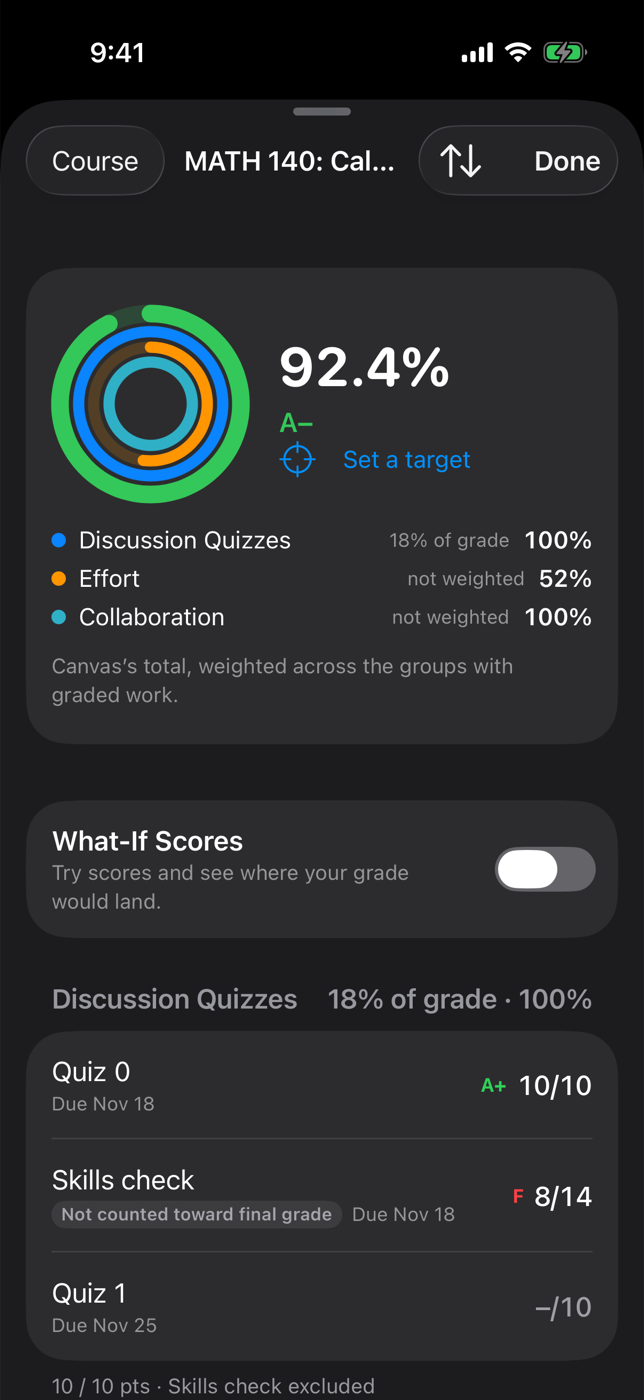 9:41
Course
MATH 140: Cal...
Done
92.4%
A–
Set a target
Discussion Quizzes 18% of grade 100%
Effort not weighted 52%
Collaboration not weighted 100%
Canvas’s total, weighted across the groups with
graded work.
What-If Scores
Try scores and see where your grade
would land.
Discussion Quizzes 18% of grade · 100%
Quiz 0
A+ 10/10
Due Nov 18
Skills check
F 8/14
Not counted toward final grade Due Nov 18
Quiz 1
–/10
Due Nov 25
10 / 10 pts · Skills check excluded